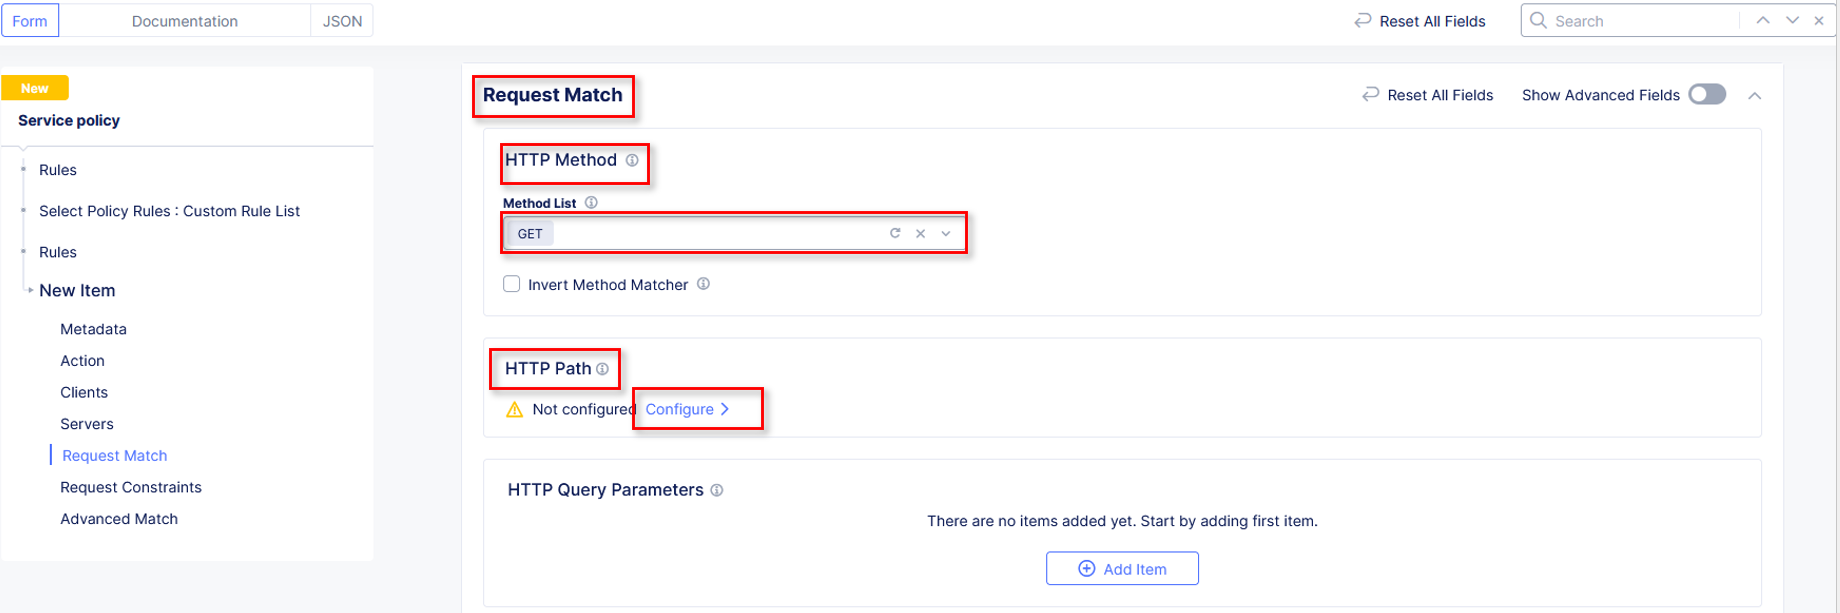 Form
Documentation
JSON
Reset All Fields
Search
New
Service policy
Rules
Select Policy Rules : Custom Rule List
Rules
New Item
Metadata
Action
Clients
Servers
Request Match
Request Constraints
Advanced Match
Request Match
Reset All Fields
Show Advanced Fields
HTTP Method
Method List
GET
Invert Method Matcher
HTTP Path
Not configured Configure
HTTP Query Parameters
There are no items added yet. Start by adding first item.
Add Item